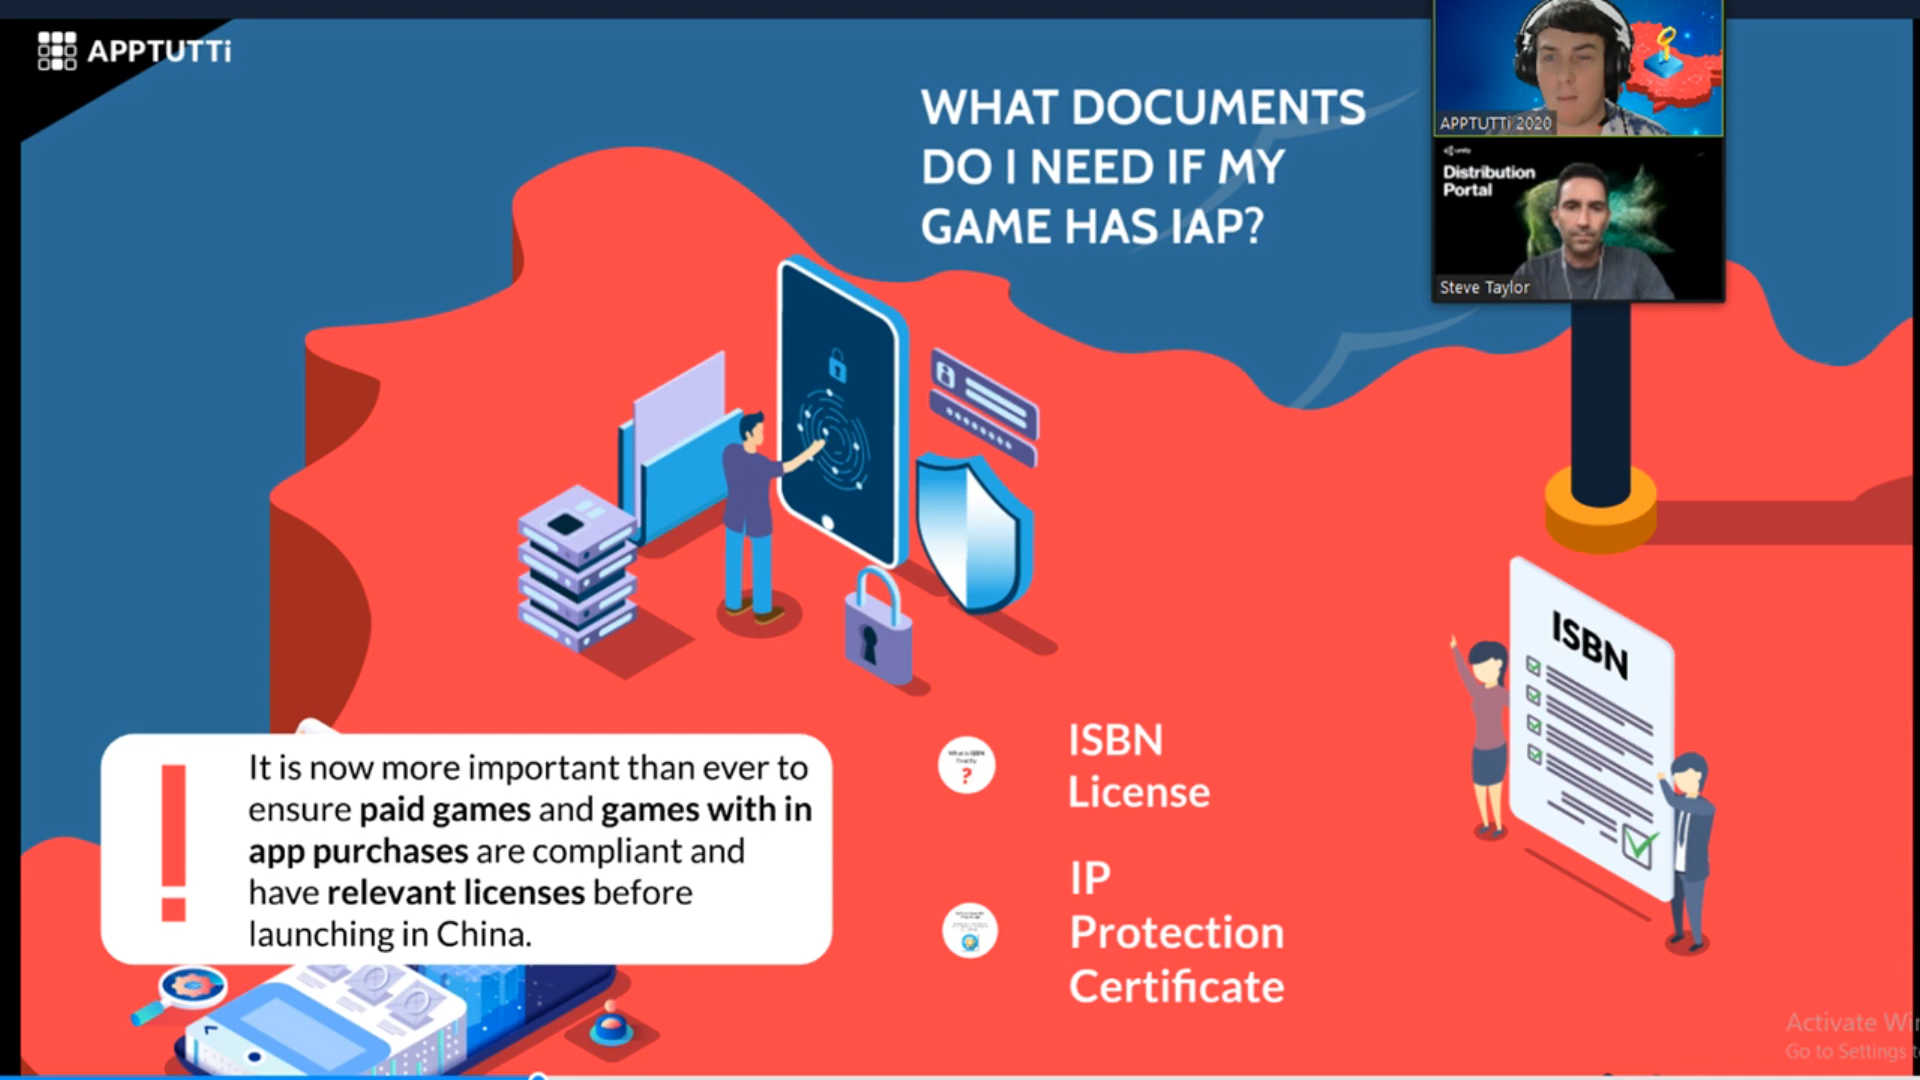 APPTUTTi
WHAT DOCUMENTS
DO I NEED IF MY
GAME HAS IAP?
APPTUTTi 2020
unity
Distribution
Portal
Steve Taylor
ISBN
It is now more important than ever to
ensure paid games and games with in
app purchases are compliant and
have relevant licenses before
launching in China.
?
ISBN
License
IP
Protection
Certificate
Activate Wi
Go to Settings t